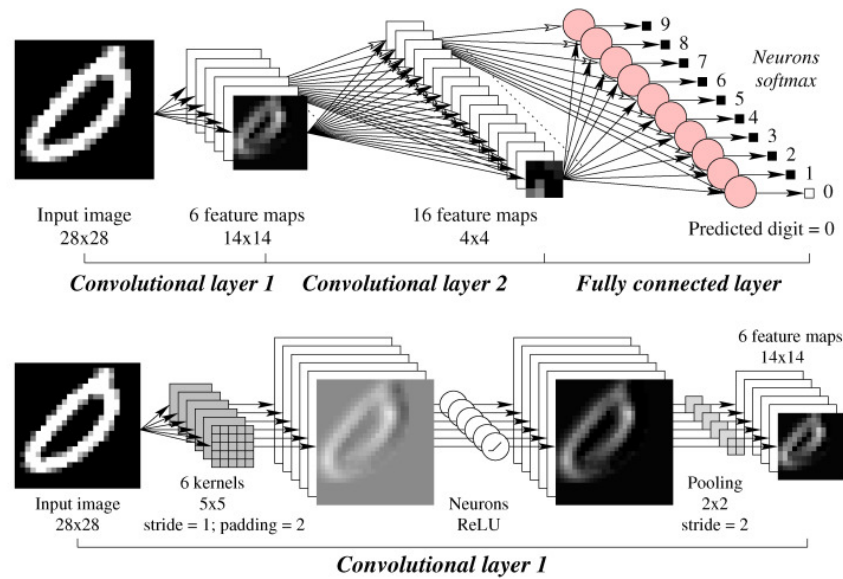 9
8
7
6
5
4
3
2
1
0
Neurons
softmax
Input image
28x28
6 feature maps
14x14
16 feature maps
4x4
Predicted digit = 0
Convolutional layer 1
Convolutional layer 2
Fully connected layer
6 feature maps
14x14
Input image
28x28
6 kernels
5x5
stride = 1; padding = 2
Neurons
ReLU
Pooling
2x2
stride = 2
Convolutional layer 1